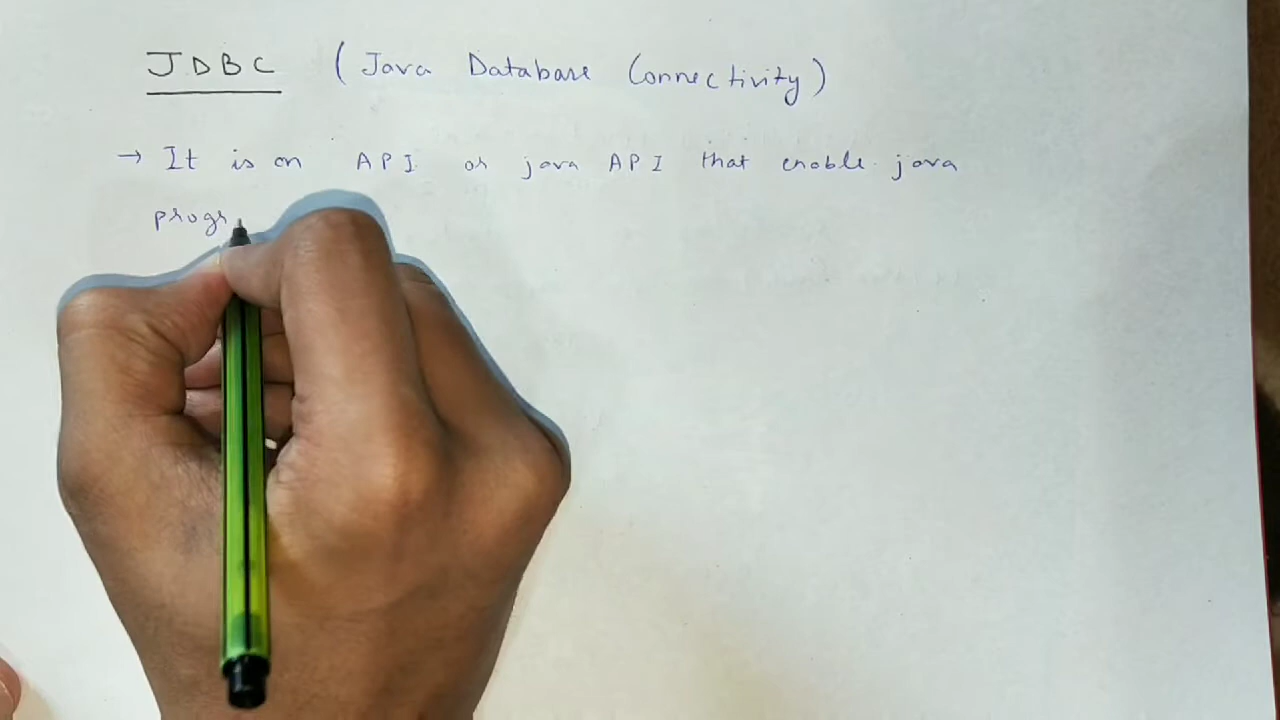 JDBC (Java Database Connectivity)
→ It is an API or java API that enable java
progr